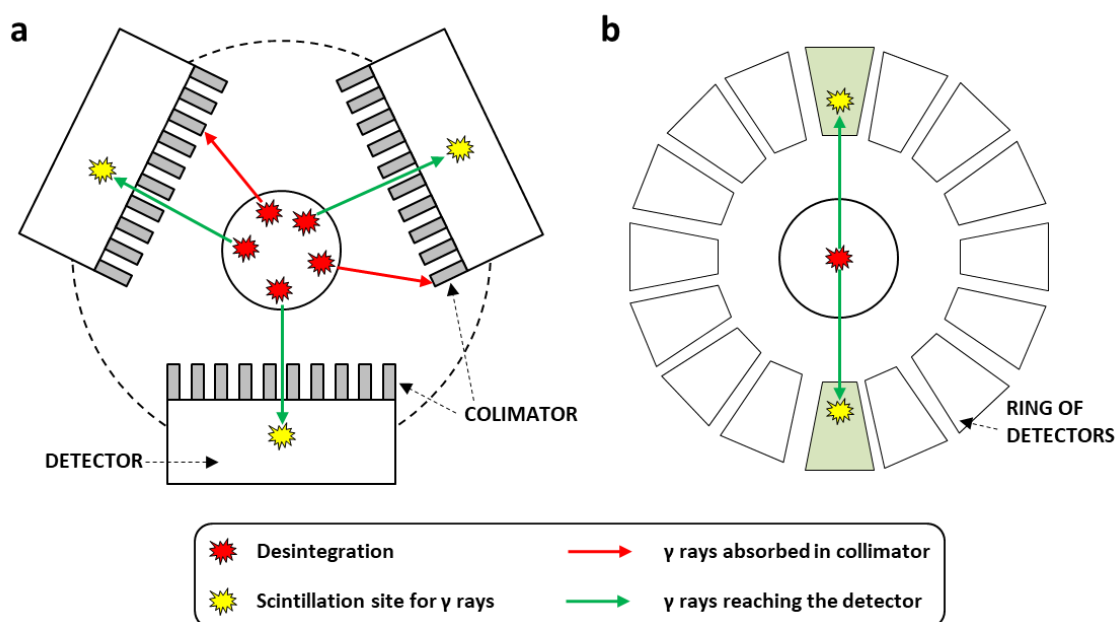 a
b
COLIMATOR
DETECTOR
RING OF
DETECTORS
Desintegration
γ rays absorbed in collimator
Scintillation site for γ rays
γ rays reaching the detector